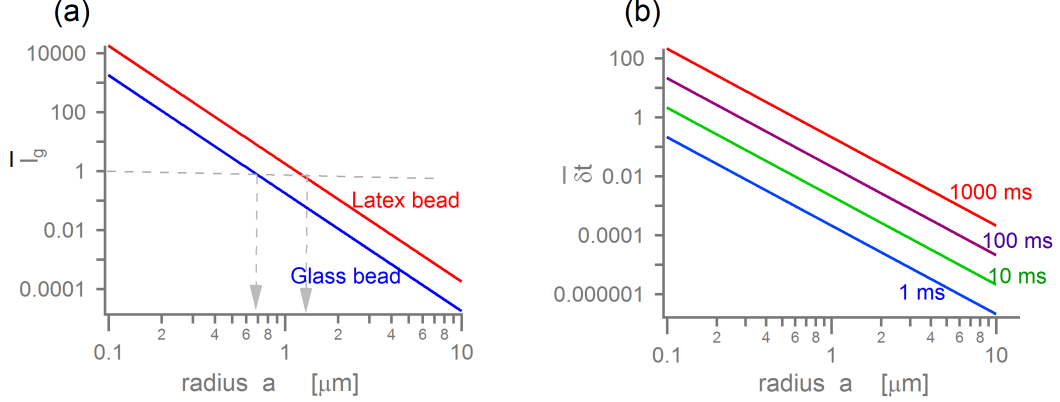 (a)
10000
100
1
0.01
0.0001
l̅g
Latex bead
Glass bead
0.1
2
4
6
8
1
2
4
6
8
10
radius a [μm]
(b)
100
1
0.01
0.0001
0.000001
δ̅t
1000 ms
100 ms
10 ms
1 ms
0.1
2
4
6
8
1
2
4
6
8
10
radius a [μm]